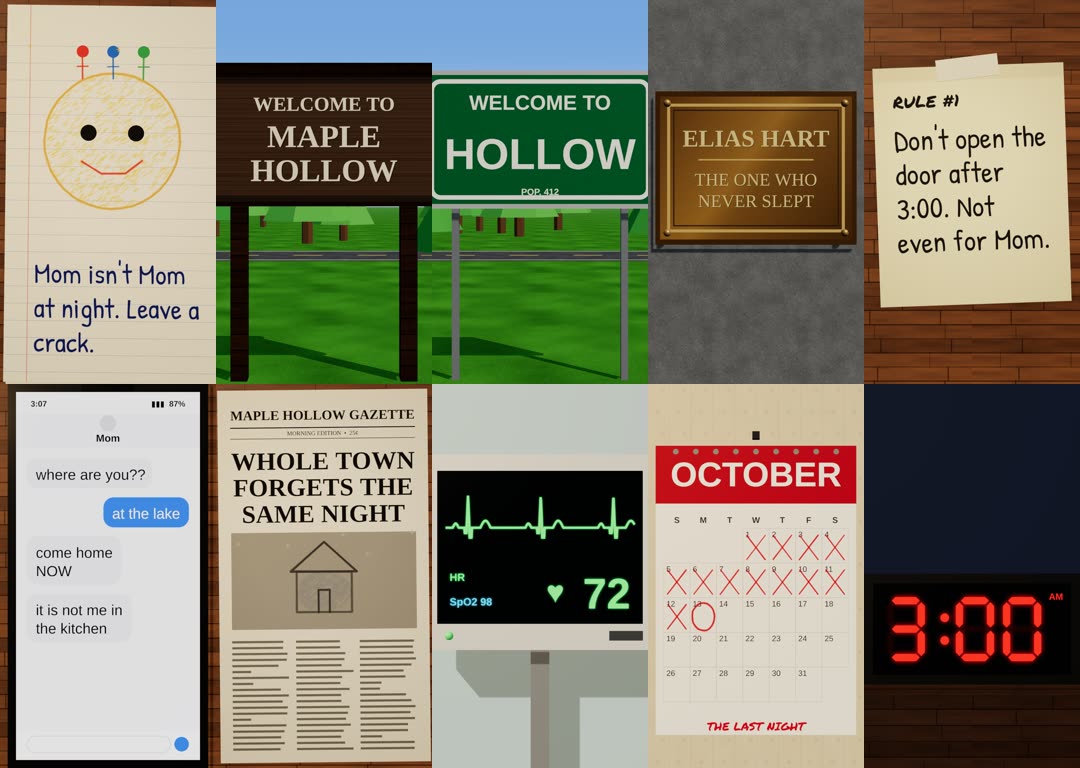 Mom isn't Mom
at night. Leave a
crack.
WELCOME TO
MAPLE
HOLLOW
WELCOME TO
HOLLOW
POP. 412
ELIAS HART
THE ONE WHO
NEVER SLEPT
RULE #1
Don't open the
door after
3:00. Not
even for Mom.
3:07 87%
Mom
where are you??
at the lake
come home
NOW
it is not me in
the kitchen
MAPLE HOLLOW GAZETTE
MORNING EDITION • 25¢
WHOLE TOWN
FORGETS THE
SAME NIGHT
HR
SpO2 98
♥ 72
OCTOBER
S M T W T F S
1 2 3 4
5 6 7 8 9 10 11
12 13 14 15 16 17 18
19 20 21 22 23 24 25
26 27 28 29 30 31
THE LAST NIGHT
3:00 AM